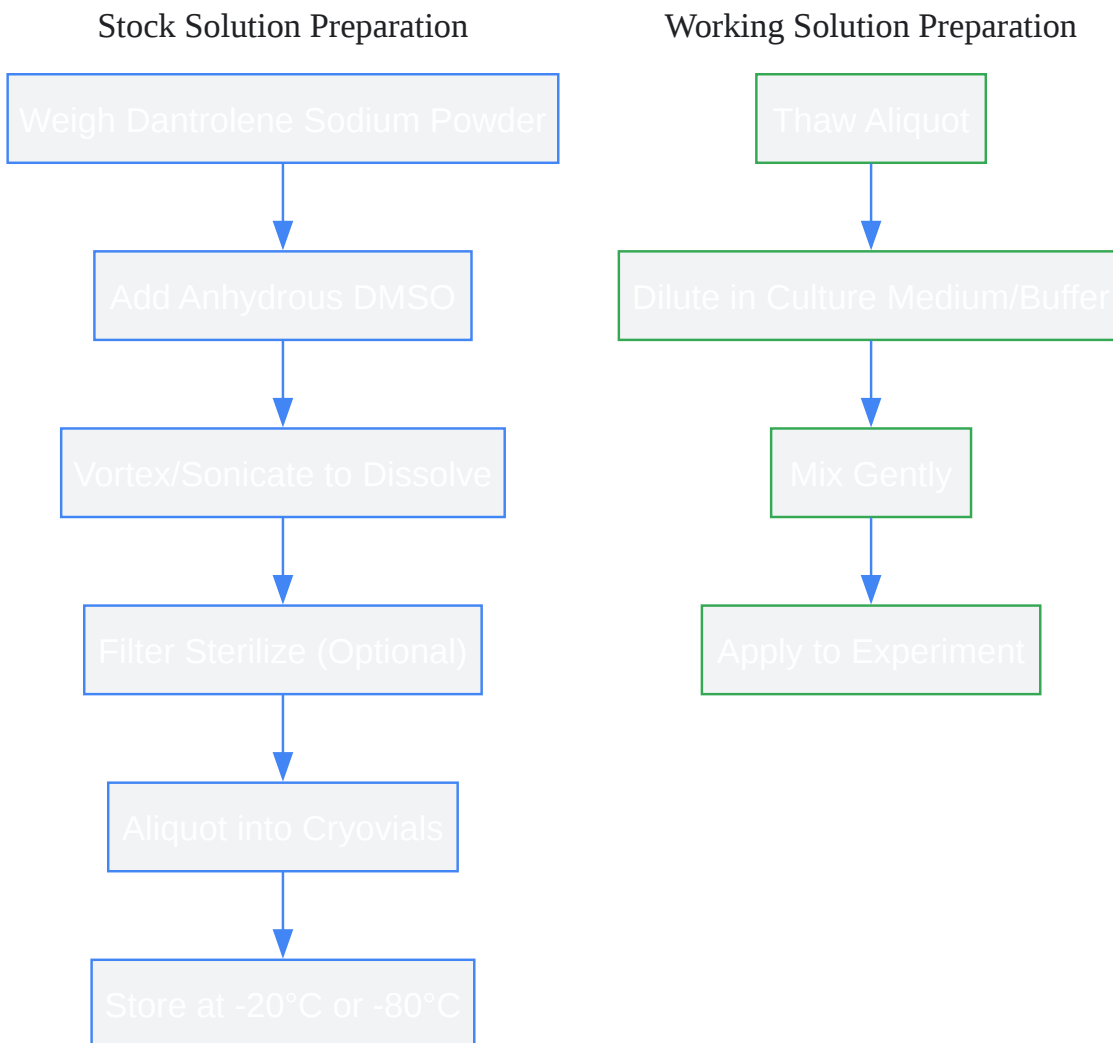 Stock Solution Preparation
Weigh Dantrolene Sodium Powder
Add Anhydrous DMSO
Vortex/Sonicate to Dissolve
Filter Sterilize (Optional)
Aliquot into Cryovials
Store at -20°C or -80°C
Working Solution Preparation
Thaw Aliquot
Dilute in Culture Medium/Buffer
Mix Gently
Apply to Experiment